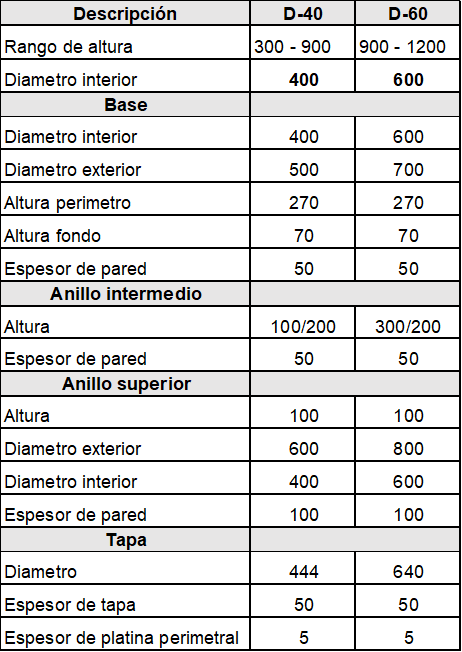 Descripción D-40 D-60
Rango de altura 300 - 900 900 - 1200
Diametro interior 400 600
Base
Diametro interior 400 600
Diametro exterior 500 700
Altura perimetro 270 270
Altura fondo 70 70
Espesor de pared 50 50
Anillo intermedio
Altura 100/200 300/200
Espesor de pared 50 50
Anillo superior
Altura 100 100
Diametro exterior 600 800
Diametro interior 400 600
Espesor de pared 100 100
Tapa
Diametro 444 640
Espesor de tapa 50 50
Espesor de platina perimetral 5 5